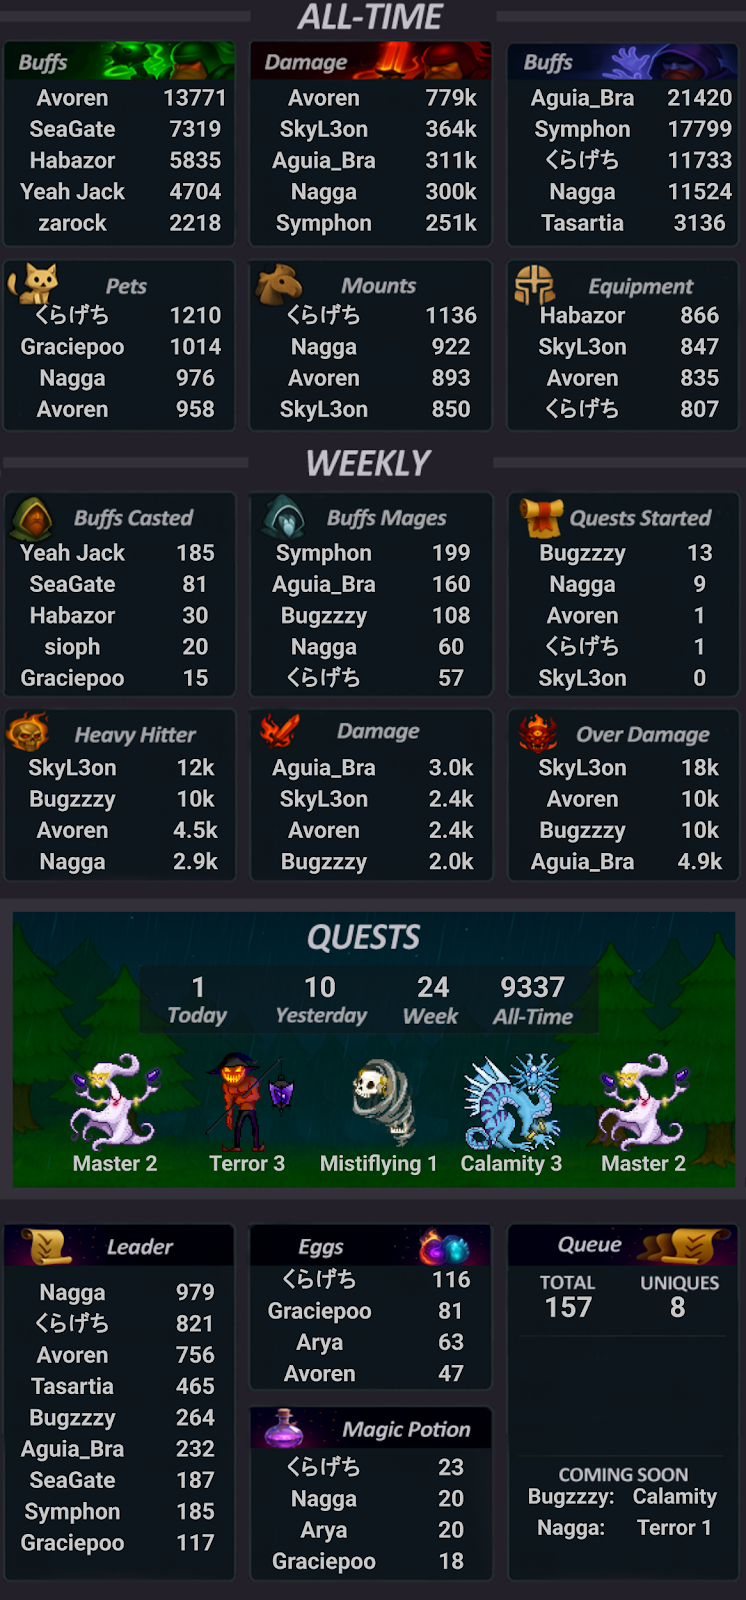 ALL-TIME
Buffs
Avoren 13771
SeaGate 7319
Habazor 5835
Yeah Jack 4704
zarock 2218
Damage
Avoren 779k
SkyL3on 364k
Aguia_Bra 311k
Nagga 300k
Symphon 251k
Buffs
Aguia_Bra 21420
Symphon 17799
くらげち 11733
Nagga 11524
Tasartia 3136
Pets
くらげち 1210
Graciepoo 1014
Nagga 976
Avoren 958
Mounts
くらげち 1136
Nagga 922
Avoren 893
SkyL3on 850
Equipment
Habazor 866
SkyL3on 847
Avoren 835
くらげち 807
WEEKLY
Buffs Casted
Yeah Jack 185
SeaGate 81
Habazor 30
sioph 20
Graciepoo 15
Buffs Mages
Symphon 199
Aguia_Bra 160
Bugzzzy 108
Nagga 60
くらげち 57
Quests Started
Bugzzzy 13
Nagga 9
Avoren 1
くらげち 1
SkyL3on 0
Heavy Hitter
SkyL3on 12k
Bugzzzy 10k
Avoren 4.5k
Nagga 2.9k
Damage
Aguia_Bra 3.0k
SkyL3on 2.4k
Avoren 2.4k
Bugzzzy 2.0k
Over Damage
SkyL3on 18k
Avoren 10k
Bugzzzy 10k
Aguia_Bra 4.9k
QUESTS
1 10 24 9337
Today Yesterday Week All-Time
Master 2 Terror 3 Mistiflying 1 Calamity 3 Master 2
Leader
Nagga 979
くらげち 821
Avoren 756
Tasartia 465
Bugzzzy 264
Aguia_Bra 232
SeaGate 187
Symphon 185
Graciepoo 117
Eggs
くらげち 116
Graciepoo 81
Arya 63
Avoren 47
Magic Potion
くらげち 23
Nagga 20
Arya 20
Graciepoo 18
Queue
TOTAL UNIQUES
157 8
COMING SOON
Bugzzzy: Calamity
Nagga: Terror 1